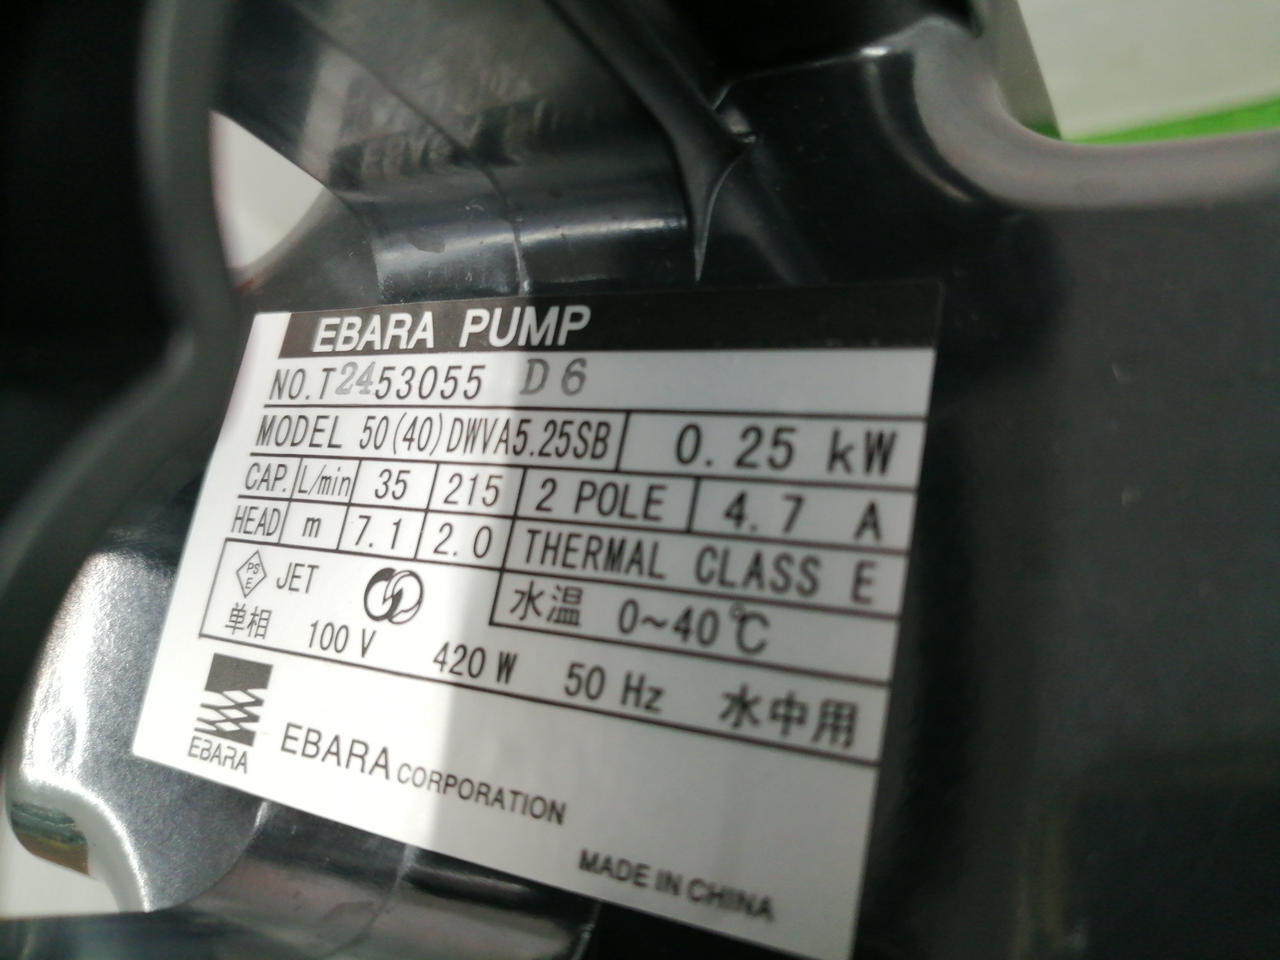 EBARA PUMP
NO. T2453055 D6
MODEL 50(40)DWVA5.25SB 0.25 kW
CAP. L/min 35 215 2 POLE 4.7 A
HEAD m 7.1 2.0 THERMAL CLASS E
PS E JET 水温 0~40℃
単相 100 V 420 W 50 Hz 水中用
EBARA EBARA CORPORATION
MADE IN CHINA